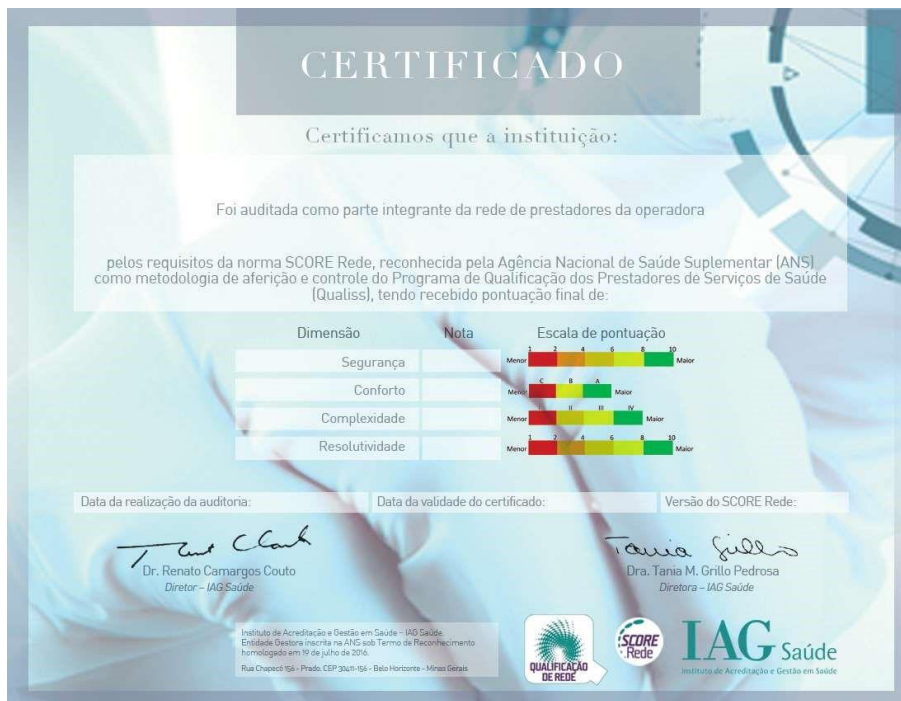 CERTIFICADO
Certificamos que a instituição:
Foi auditada como parte integrante da rede de prestadores da operadora
pelos requisitos da norma SCORE Rede, reconhecida pela Agência Nacional de Saúde Suplementar (ANS)
como metodologia de aferição e controle do Programa de Qualificação dos Prestadores de Serviços de Saúde
(Qualiss), tendo recebido pontuação final de:
Dimensão Nota Escala de pontuação
1 2 4 6 8 10
Segurança Menor Maior
C B A
Conforto Menor Maior
II III IV
Complexidade Menor Maior
1 2 4 6 8 10
Resolutividade Menor Maior
Data da realização da auditoria: Data da validade do certificado: Versão do SCORE Rede:
Tania Grillo
Dr. Renato Camargos Couto Dra. Tania M. Grillo Pedrosa
Diretor – IAG Saúde Diretora – IAG Saúde
Instituto de Acreditação e Gestão em Saúde – IAG Saúde.
Entidade Gestora inscrita na ANS sob Termo de Reconhecimento
homologado em 19 de julho de 2016.
Rua Chapecó 156 - Prado. CEP 30411-156 - Belo Horizonte - Minas Gerais
QUALIFICAÇÃO
DE REDE
SCORE
Rede
IAG Saúde
Instituto de Acreditação e Gestão em Saúde